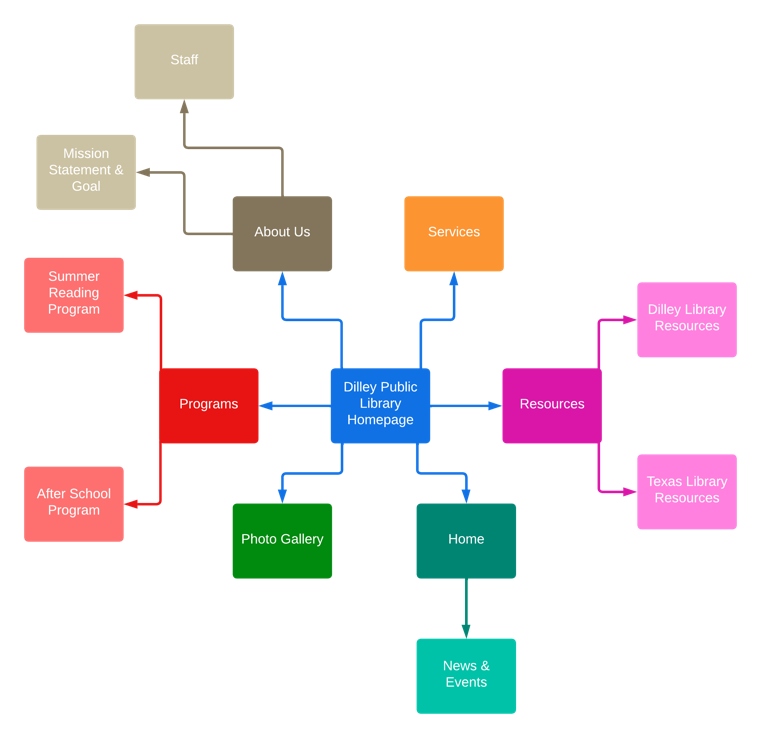 Staff
Mission
Statement &
Goal
About Us
Services
Summer
Reading
Program
Dilley Library
Resources
Programs
Dilley Public
Library
Homepage
Resources
After School
Program
Texas Library
Resources
Photo Gallery
Home
News &
Events